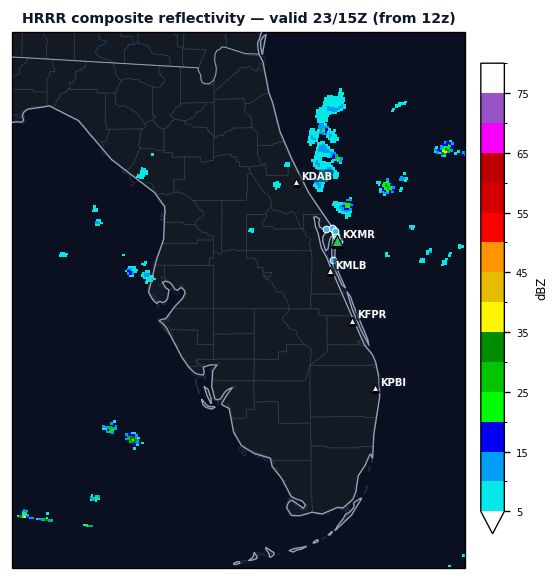 HRRR composite reflectivity — valid 23/15Z (from 12z)
75
65
KDAB
55
KXMR
KMLB
45
dBZ
KFPR
35
KPBI
25
15
5